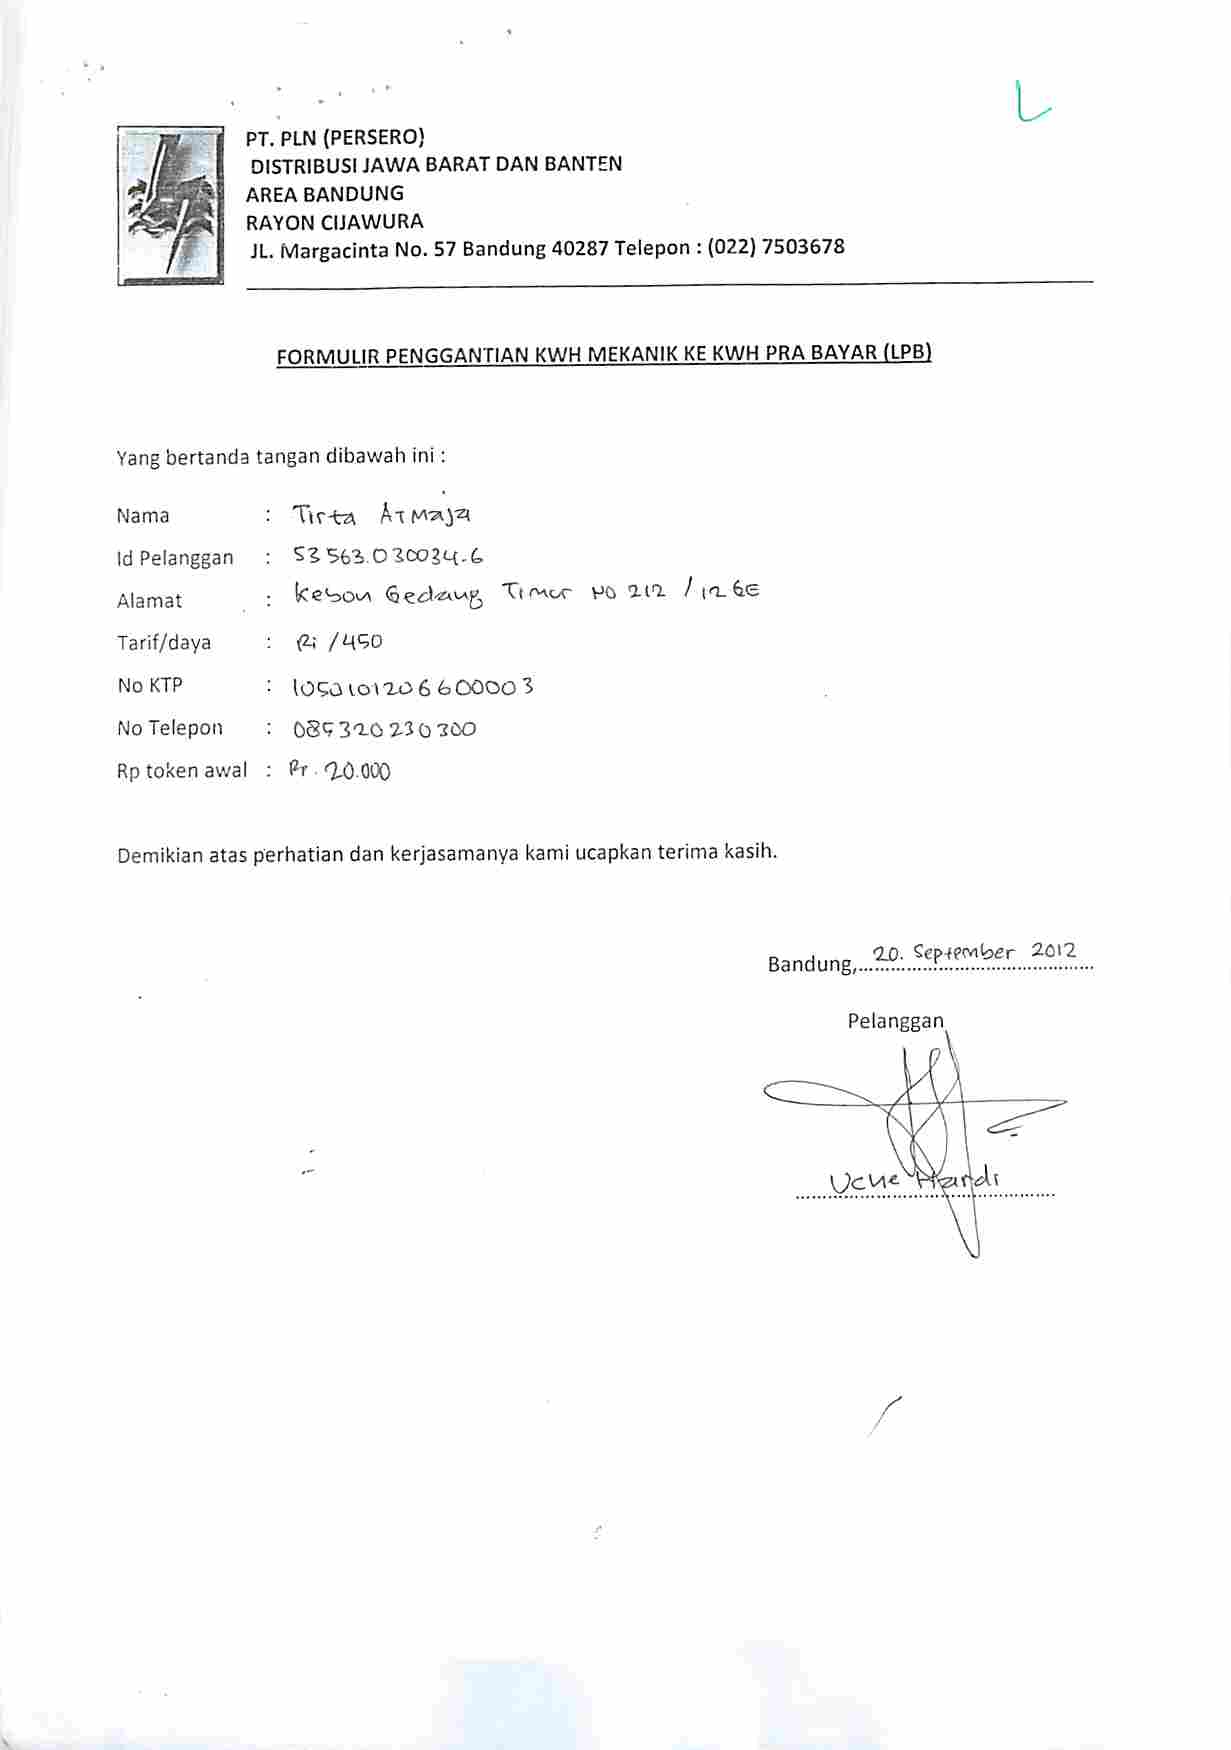 PT. PLN (PERSERO)
DISTRIBUSI JAWA BARAT DAN BANTEN
AREA BANDUNG
RAYON CIJAWURA
JL. Margacinta No. 57 Bandung 40287 Telepon : (022) 7503678
FORMULIR PENGGANTIAN KWH MEKANIK KE KWH PRA BAYAR (LPB)
Yang bertanda tangan dibawah ini :
Nama : Tirta Atmaja
Id Pelanggan : 53563.030034.6
Alamat : Kebon Gedang Timur No 212 / 126E
Tarif/daya : Ri /450
No KTP : 1050101206600003
No Telepon : 085320230300
Rp token awal : Pr. 20.000
Demikian atas perhatian dan kerjasamanya kami ucapkan terima kasih.
Bandung, 20. September 2012
Pelanggan
Ucue Hardi